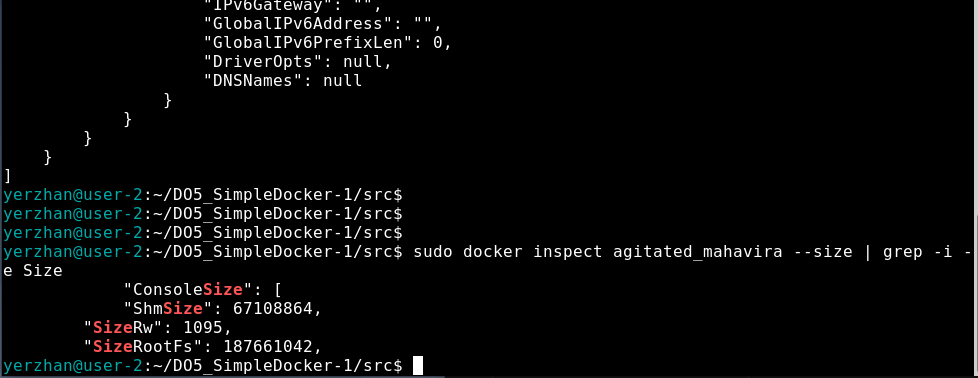 "IPv6Gateway": "",
"GlobalIPv6Address": "",
"GlobalIPv6PrefixLen": 0,
"DriverOpts": null,
"DNSNames": null
}
}
}
}
]
yerzhan@user-2:~/DO5_SimpleDocker-1/src$
yerzhan@user-2:~/DO5_SimpleDocker-1/src$
yerzhan@user-2:~/DO5_SimpleDocker-1/src$
yerzhan@user-2:~/DO5_SimpleDocker-1/src$ sudo docker inspect agitated_mahavira --size | grep -i -
e Size
"ConsoleSize": [
"ShmSize": 67108864,
"SizeRw": 1095,
"SizeRootFs": 187661042,
yerzhan@user-2:~/DO5_SimpleDocker-1/src$